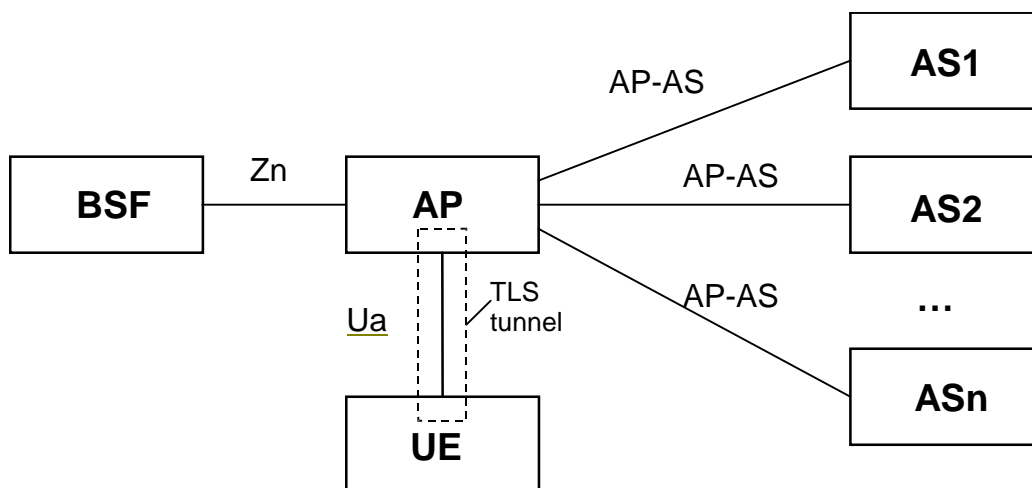 AS1
AP-AS
Zn
AP-AS
BSF
AP
AS2
TLS
tunnel
AP-AS
Ua
...
ASn
UE